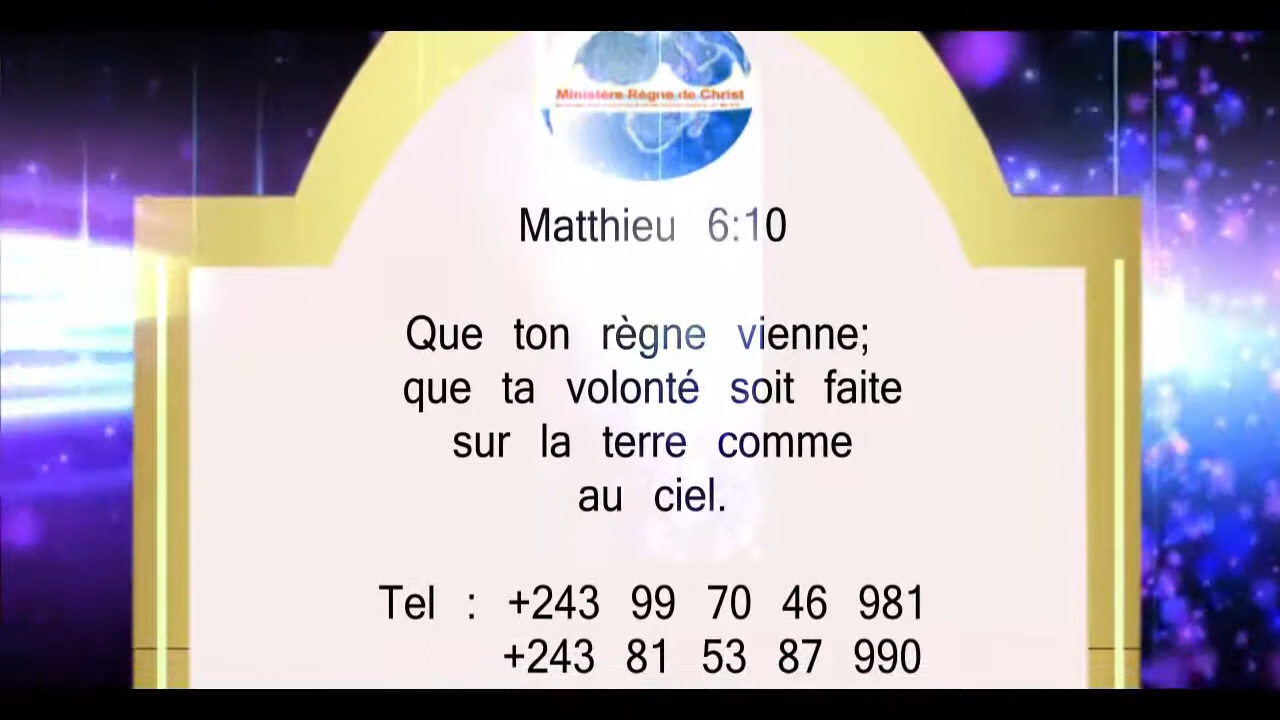 Ministère Règne de Christ
Matthieu 6:10
Que ton règne vienne;
que ta volonté soit faite
sur la terre comme
au ciel.
Tel : +243 99 70 46 981
+243 81 53 87 990